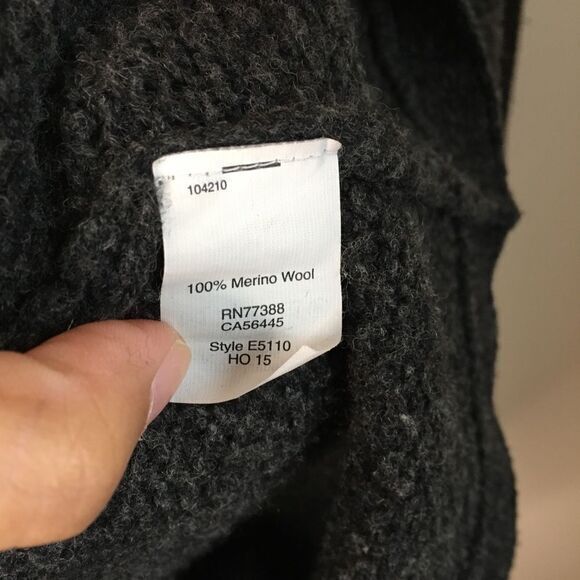 104210
100% Merino Wool
RN77388
CA56445
Style E5110
HO 15